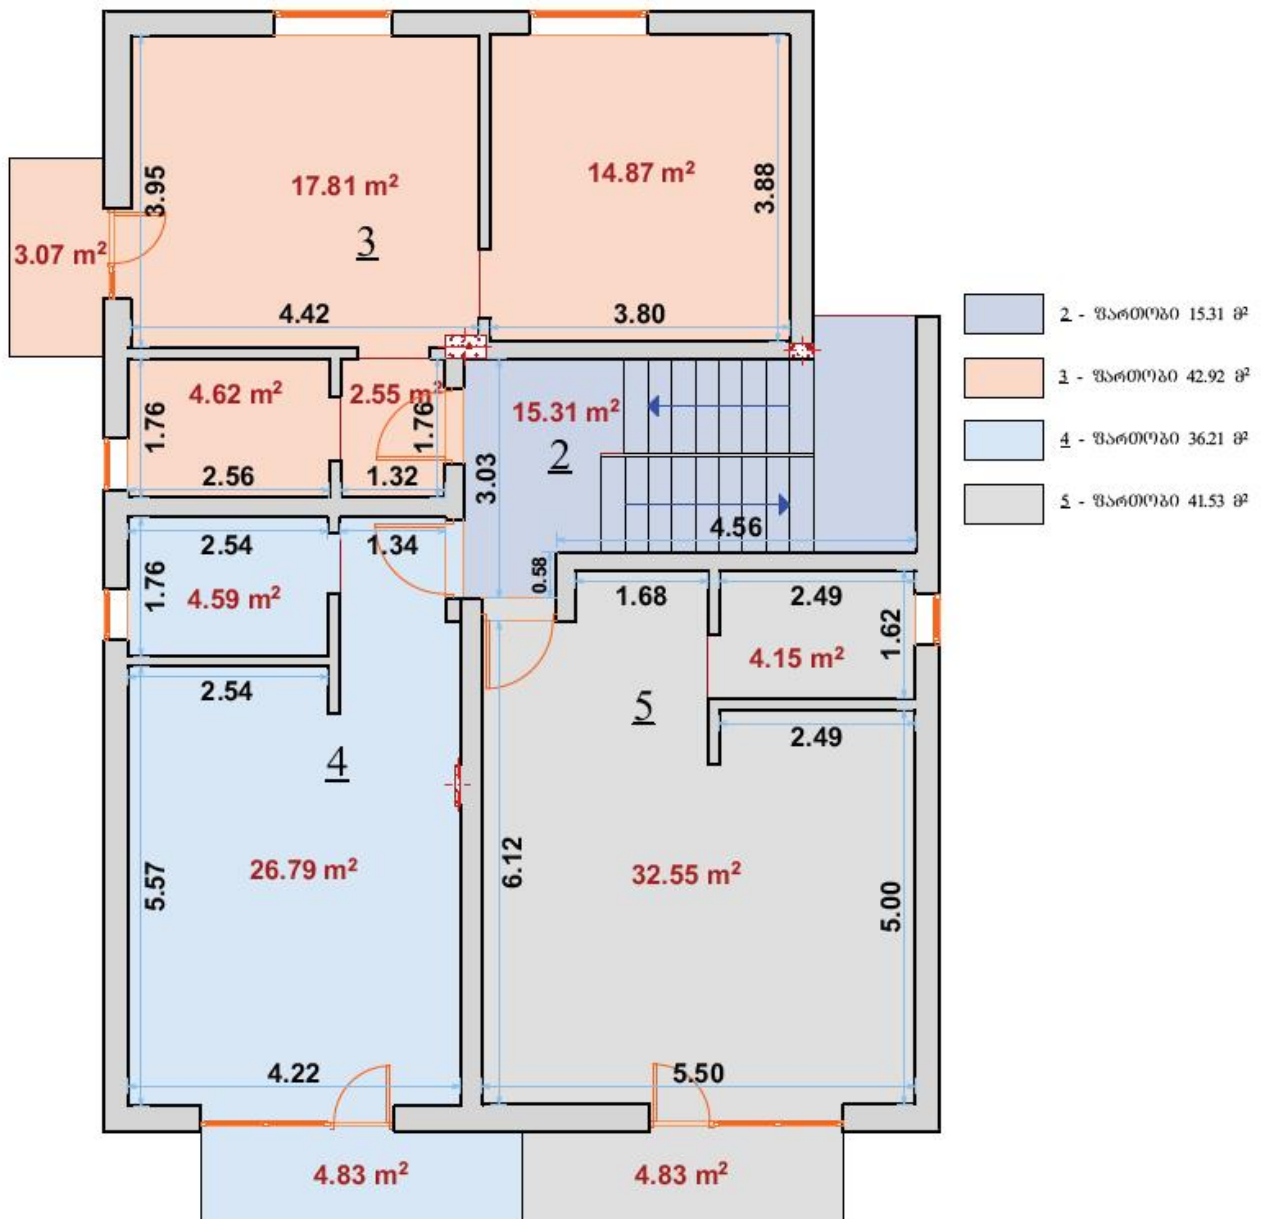 17.81 m²
14.87 m²
3.95
3.88
3.07 m²
3
4.42
3.80
2 - ფართობი 15.31 მ²
3 - ფართობი 42.92 მ²
4 - ფართობი 36.21 მ²
5 - ფართობი 41.53 მ²
4.62 m²
2.55 m²
15.31 m²
1.76
1.76
2
2.56
1.32
3.03
4.56
2.54
1.34
0.58
1.76
4.59 m²
1.68
2.49
1.62
4.15 m²
2.54
5
2.49
4
5.57
26.79 m²
6.12
32.55 m²
5.00
4.22
5.50
4.83 m²
4.83 m²